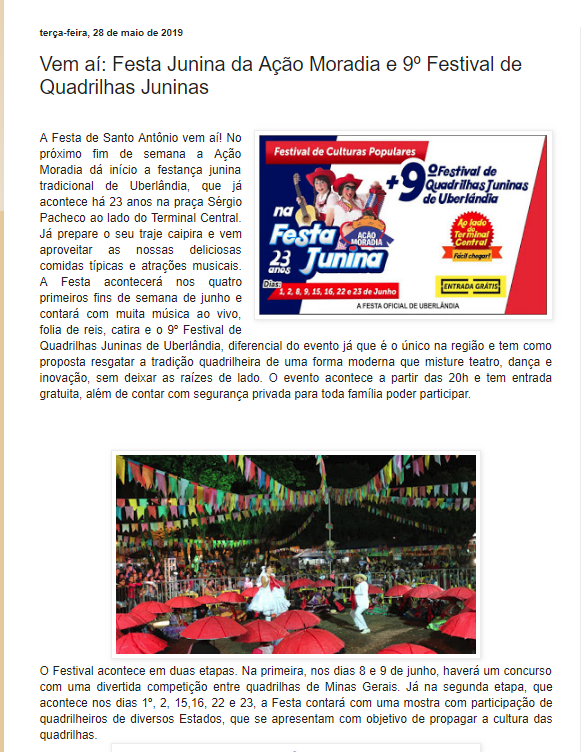 terça-feira, 28 de maio de 2019
Vem aí: Festa Junina da Ação Moradia e 9º Festival de
Quadrilhas Juninas
A Festa de Santo Antônio vem aí! No
próximo fim de semana a Ação
Moradia dá início a festança junina
tradicional de Uberlândia, que já
acontece há 23 anos na praça Sérgio
Pacheco ao lado do Terminal Central.
Já prepare o seu traje caipira e vem
aproveitar as nossas deliciosas
comidas típicas e atrações musicais.
A Festa acontecerá nos quatro
primeiros fins de semana de junho e
contará com muita música ao vivo,
folia de reis, catira e o 9º Festival de
Quadrilhas Juninas de Uberlândia, diferencial do evento já que é o único na região e tem como
proposta resgatar a tradição quadrilheira de uma forma moderna que misture teatro, dança e
inovação, sem deixar as raízes de lado. O evento acontece a partir das 20h e tem entrada
gratuita, além de contar com segurança privada para toda família poder participar.
Festival de Culturas Populares
+9º Festival de
Quadrilhas Juninas
de Uberlândia
na
Festa
Junina
AÇÃO
MORADIA
23
anos
Ao lado
do
Terminal
Central
Fácil chegar!
Dias:
1, 2, 8, 9, 15, 16, 22 e 23 de Junho
ENTRADA GRÁTIS
A FESTA OFICIAL DE UBERLÂNDIA
O Festival acontece em duas etapas. Na primeira, nos dias 8 e 9 de junho, haverá um concurso
com uma divertida competição entre quadrilhas de Minas Gerais. Já na segunda etapa, que
acontece nos dias 1º, 2, 15,16, 22 e 23, a Festa contará com uma mostra com participação de
quadrilheiros de diversos Estados, que se apresentam com objetivo de propagar a cultura das
quadrilhas.